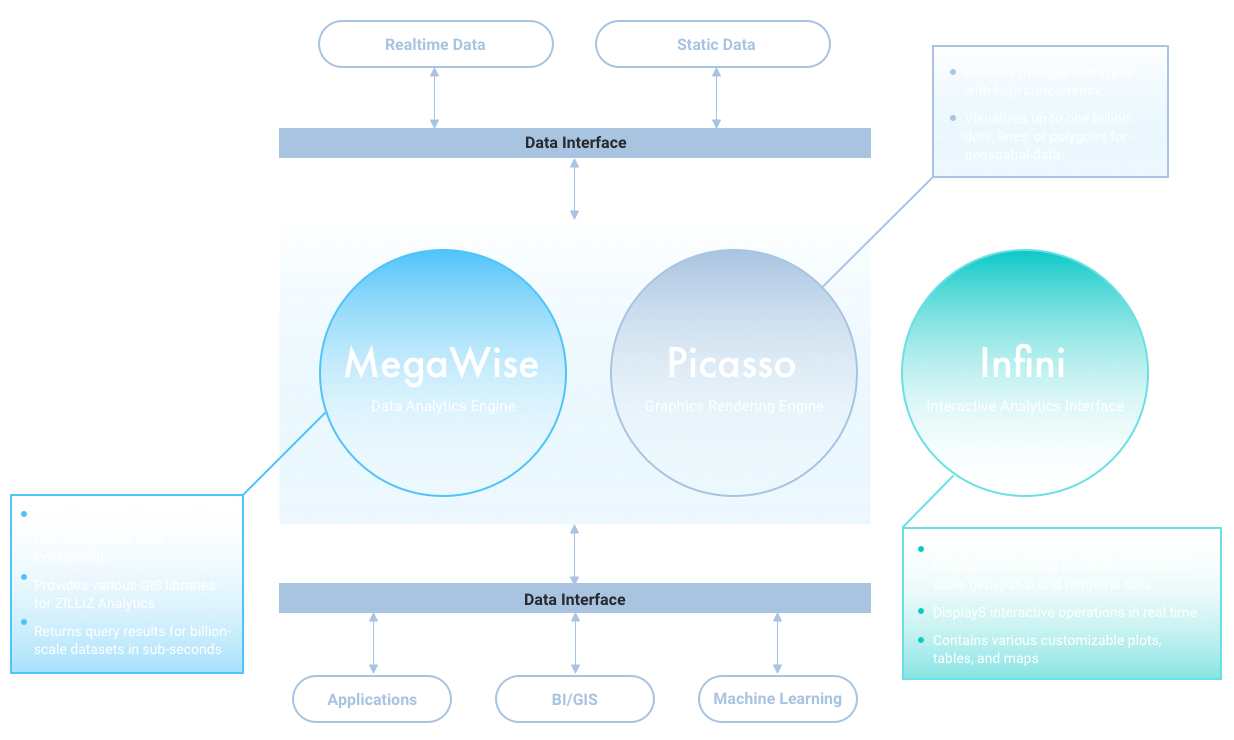 Realtime Data
Static Data
with high concurrency
Data Interface
Visualizes up to one billion
dots, lines, or polygons for
geospatial data
MegaWise
Data Analytics Engine
Picasso
Graphics Rendering Engine
Infini
Interactive Analytics Interface
PostgreSQL
Provides various GIS libraries
for ZILLIZ Analytics
Returns query results for billion-
scale datasets in sub-seconds
scale geospatial and temporal data
DisplayS interactive operations in real time
Contains various customizable plots,
tables, and maps
Data Interface
Applications
BI/GIS
Machine Learning